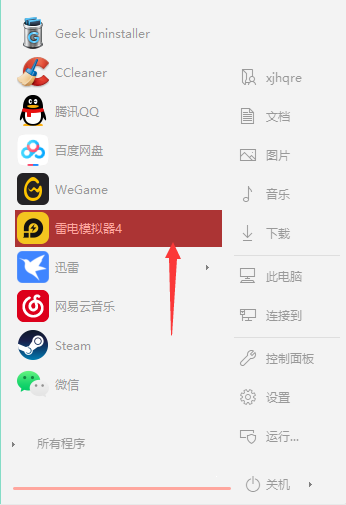 Geek Uninstaller
CCleaner
腾讯QQ
百度网盘
WeGame
雷电模拟器4
迅雷
网易云音乐
Steam
微信
所有程序
xjhqre
文档
图片
音乐
下载
此电脑
连接到
控制面板
设置
运行...
关机